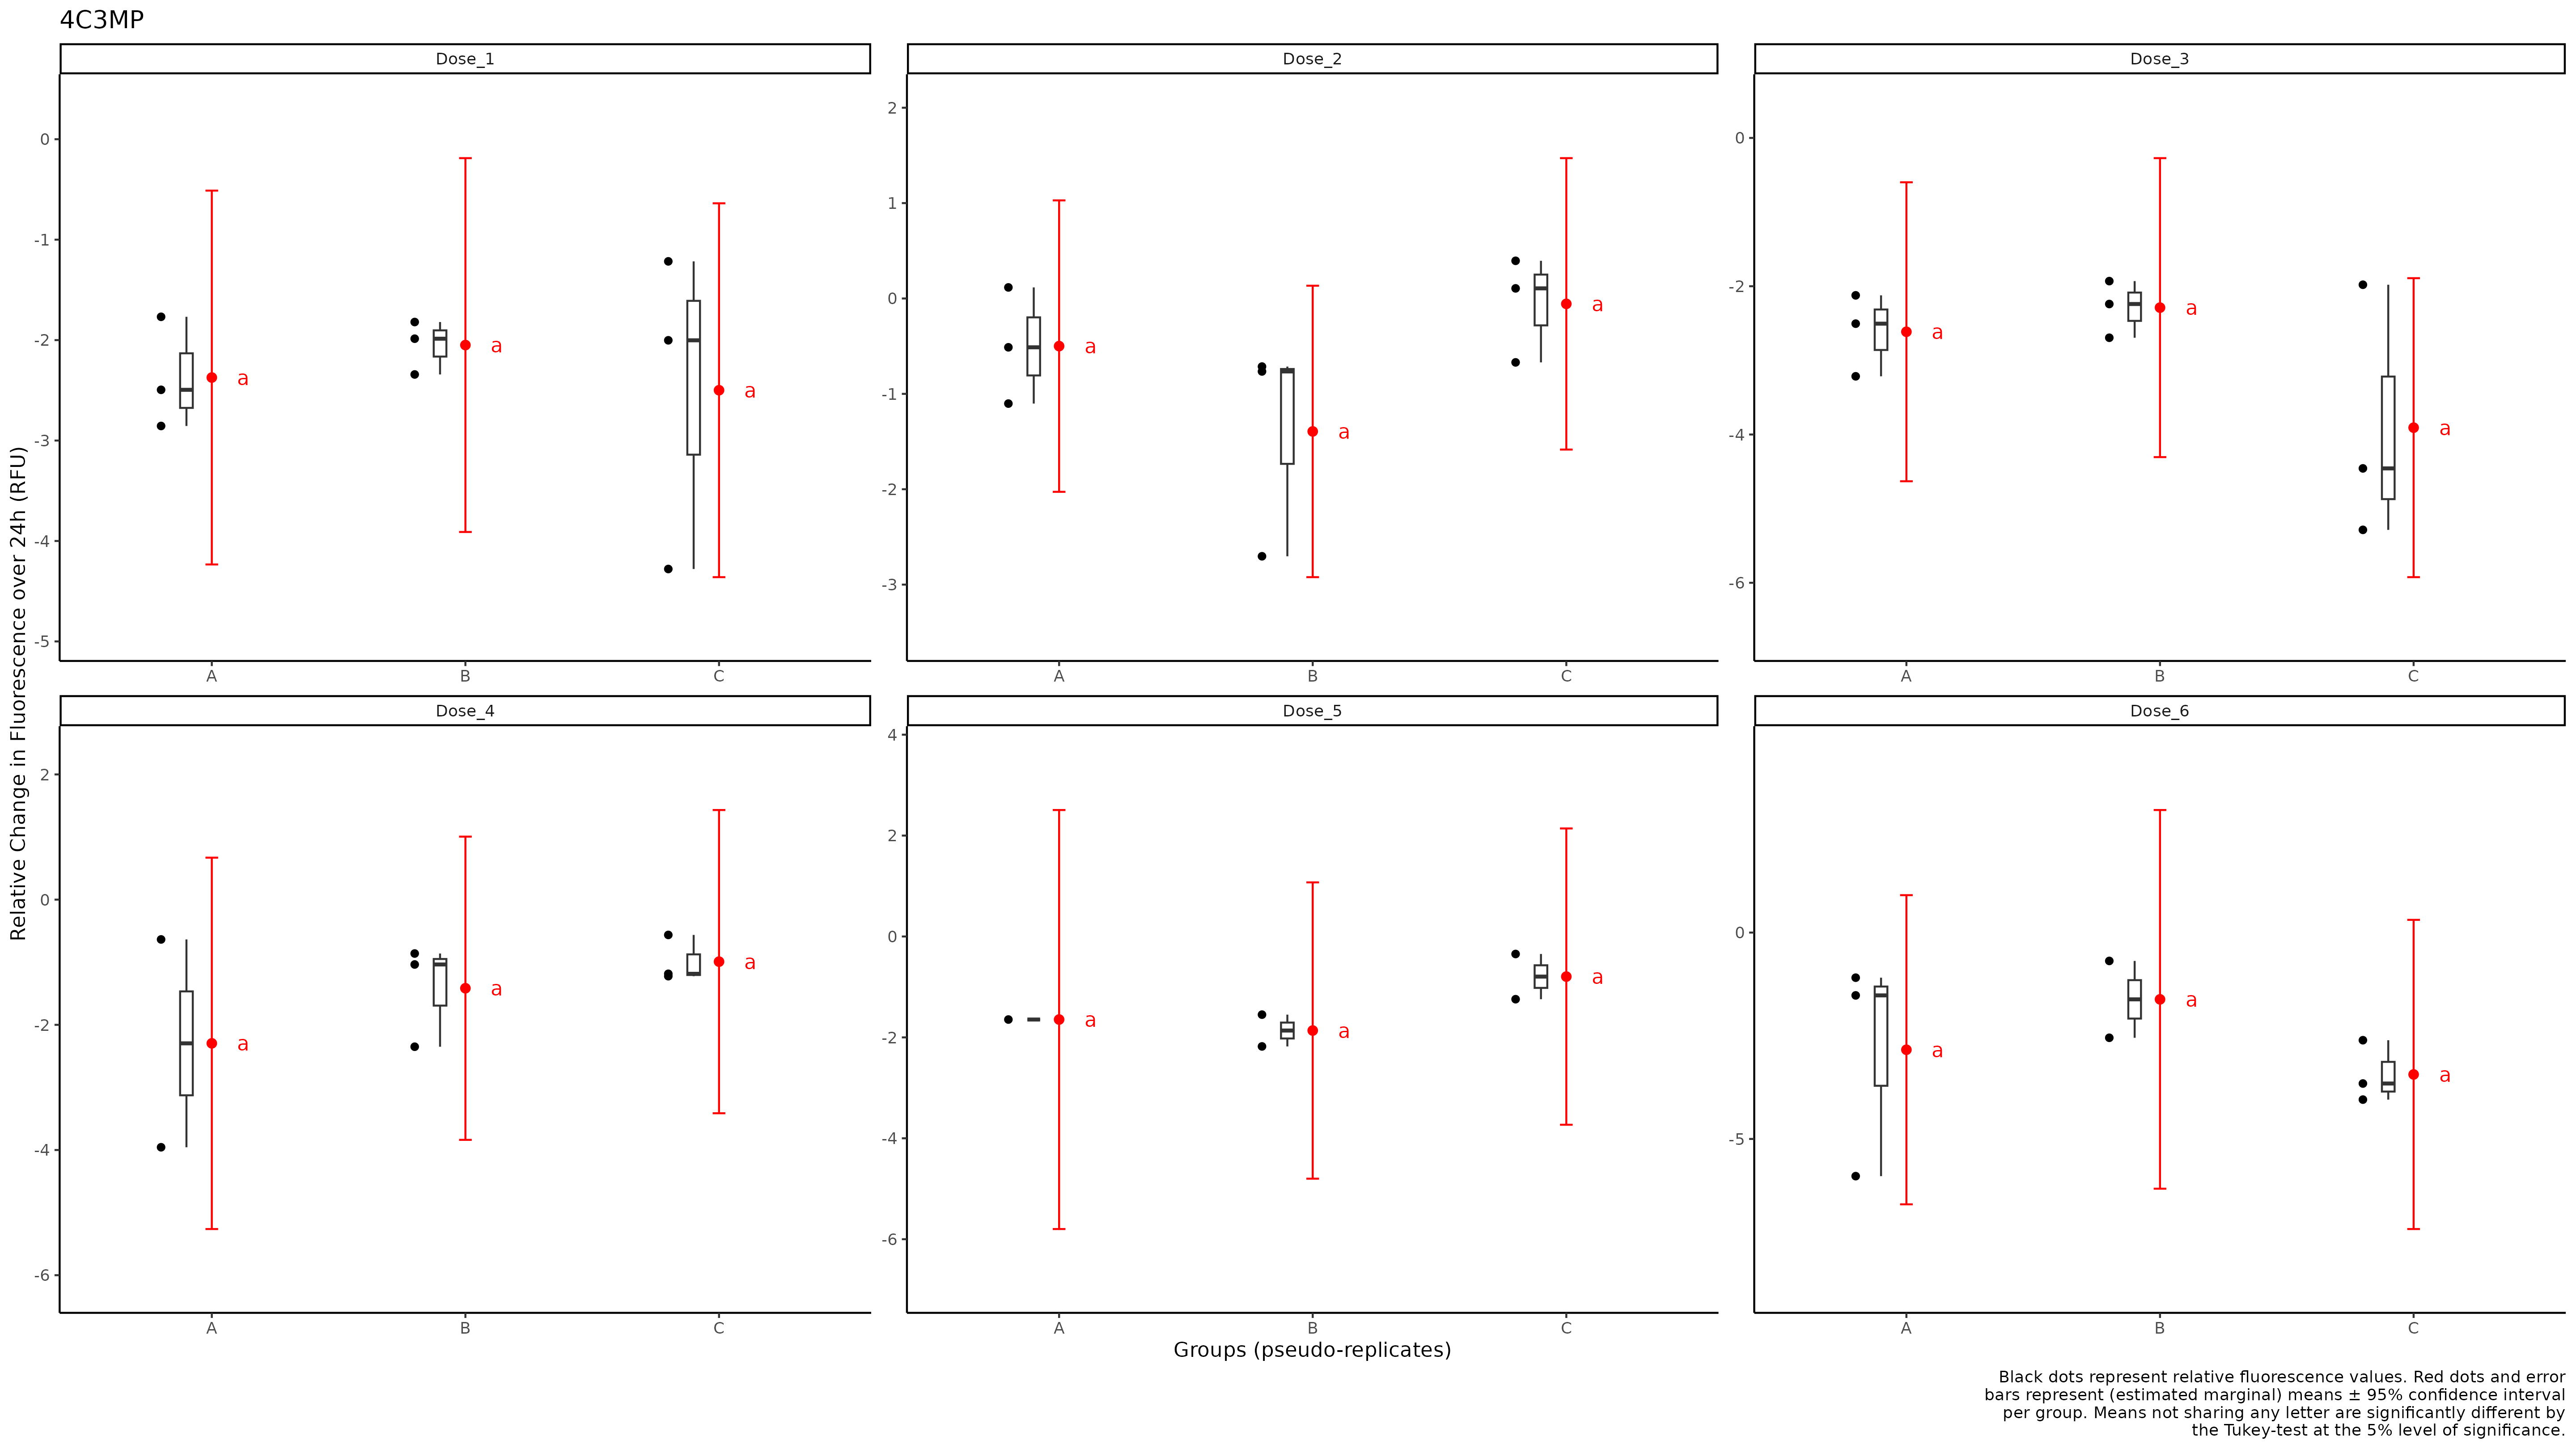 4C3MP
Relative Change in Fluorescence over 24h (RFU)
Dose_1
0
-1
-2
-3
-4
-5
a
a
a
A
B
C
Dose_2
2
1
0
-1
-2
-3
a
a
a
A
B
C
Dose_3
0
-2
-4
-6
a
a
a
A
B
C
Dose_4
2
0
-2
-4
-6
a
a
a
A
B
C
Dose_5
4
2
0
-2
-4
-6
a
a
a
A
B
C
Dose_6
0
-5
a
a
a
A
B
C
Groups (pseudo-replicates)
Black dots represent relative fluorescence values. Red dots and error
bars represent (estimated marginal) means ± 95% confidence interval
per group. Means not sharing any letter are significantly different by
the Tukey-test at the 5% level of significance.